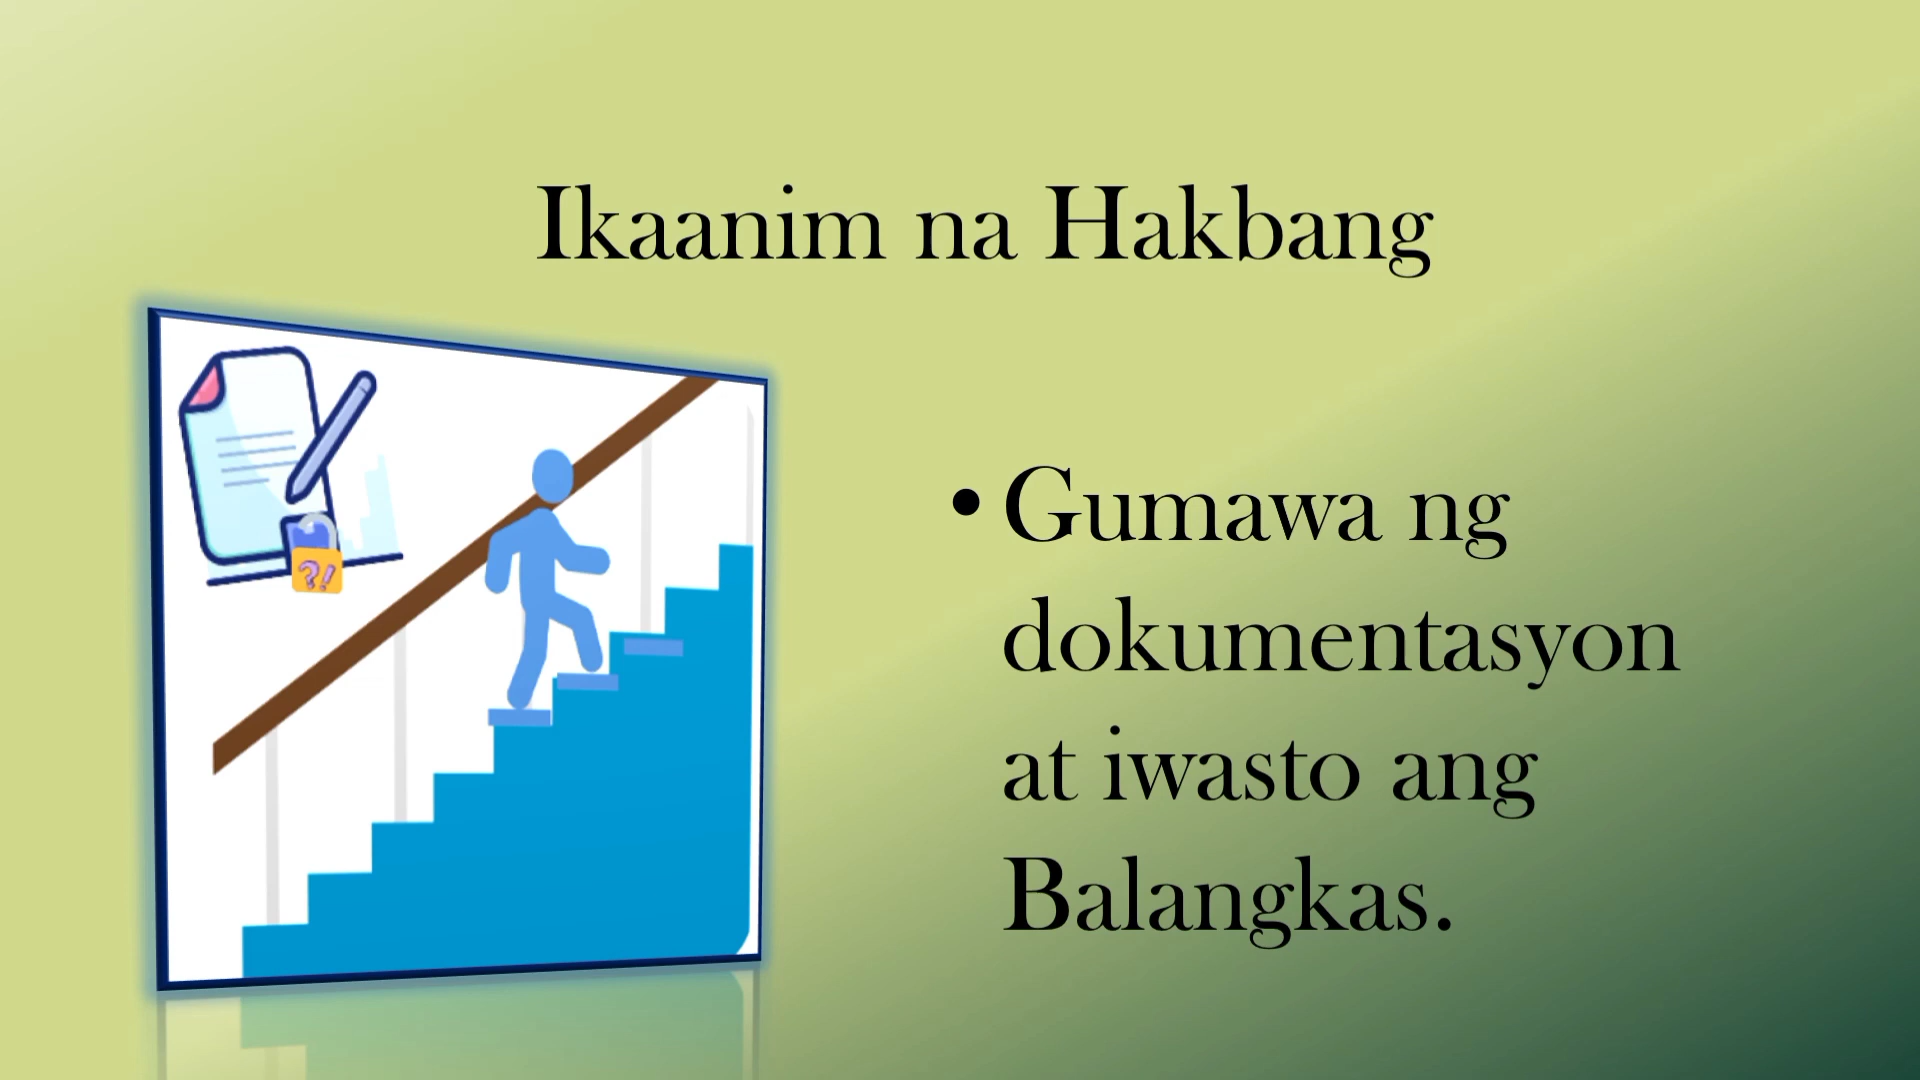 Ikaanim na Hakbang
?!
• Gumawa ng
dokumentasyon
at iwasto ang
Balangkas.